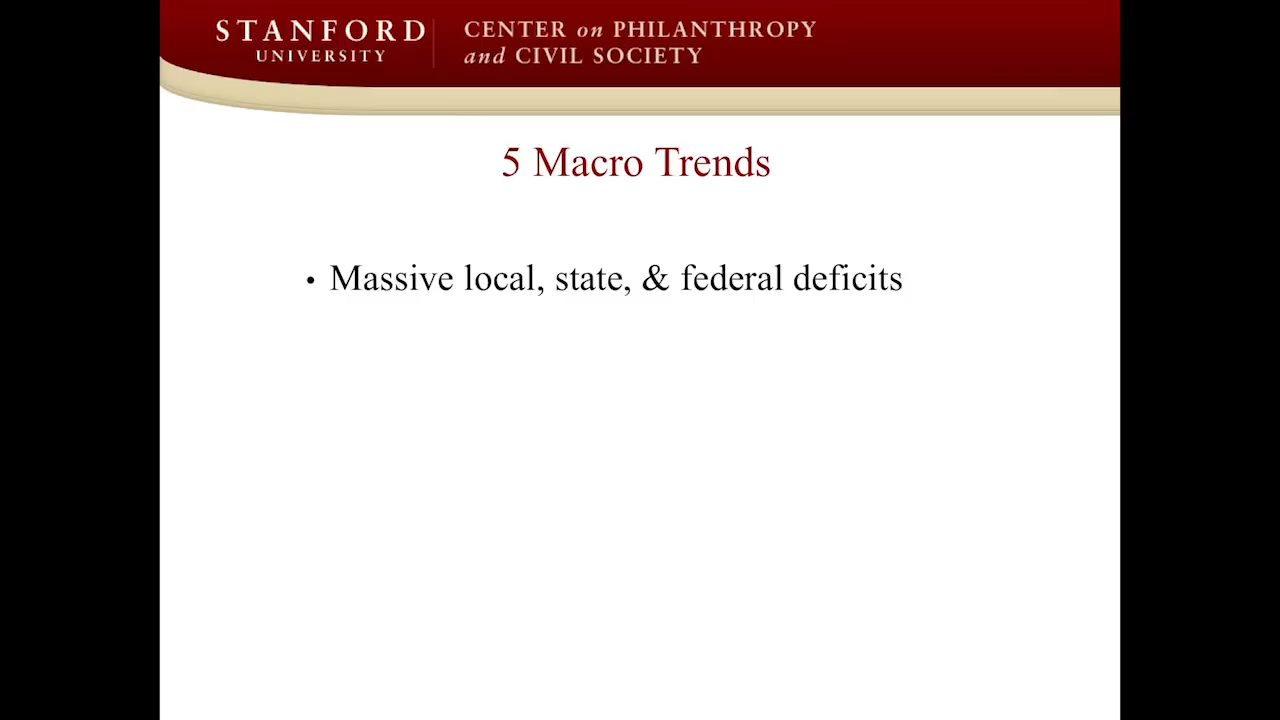 STANFORD
UNIVERSITY
CENTER on PHILANTHROPY
and CIVIL SOCIETY
5 Macro Trends
• Massive local, state, & federal deficits